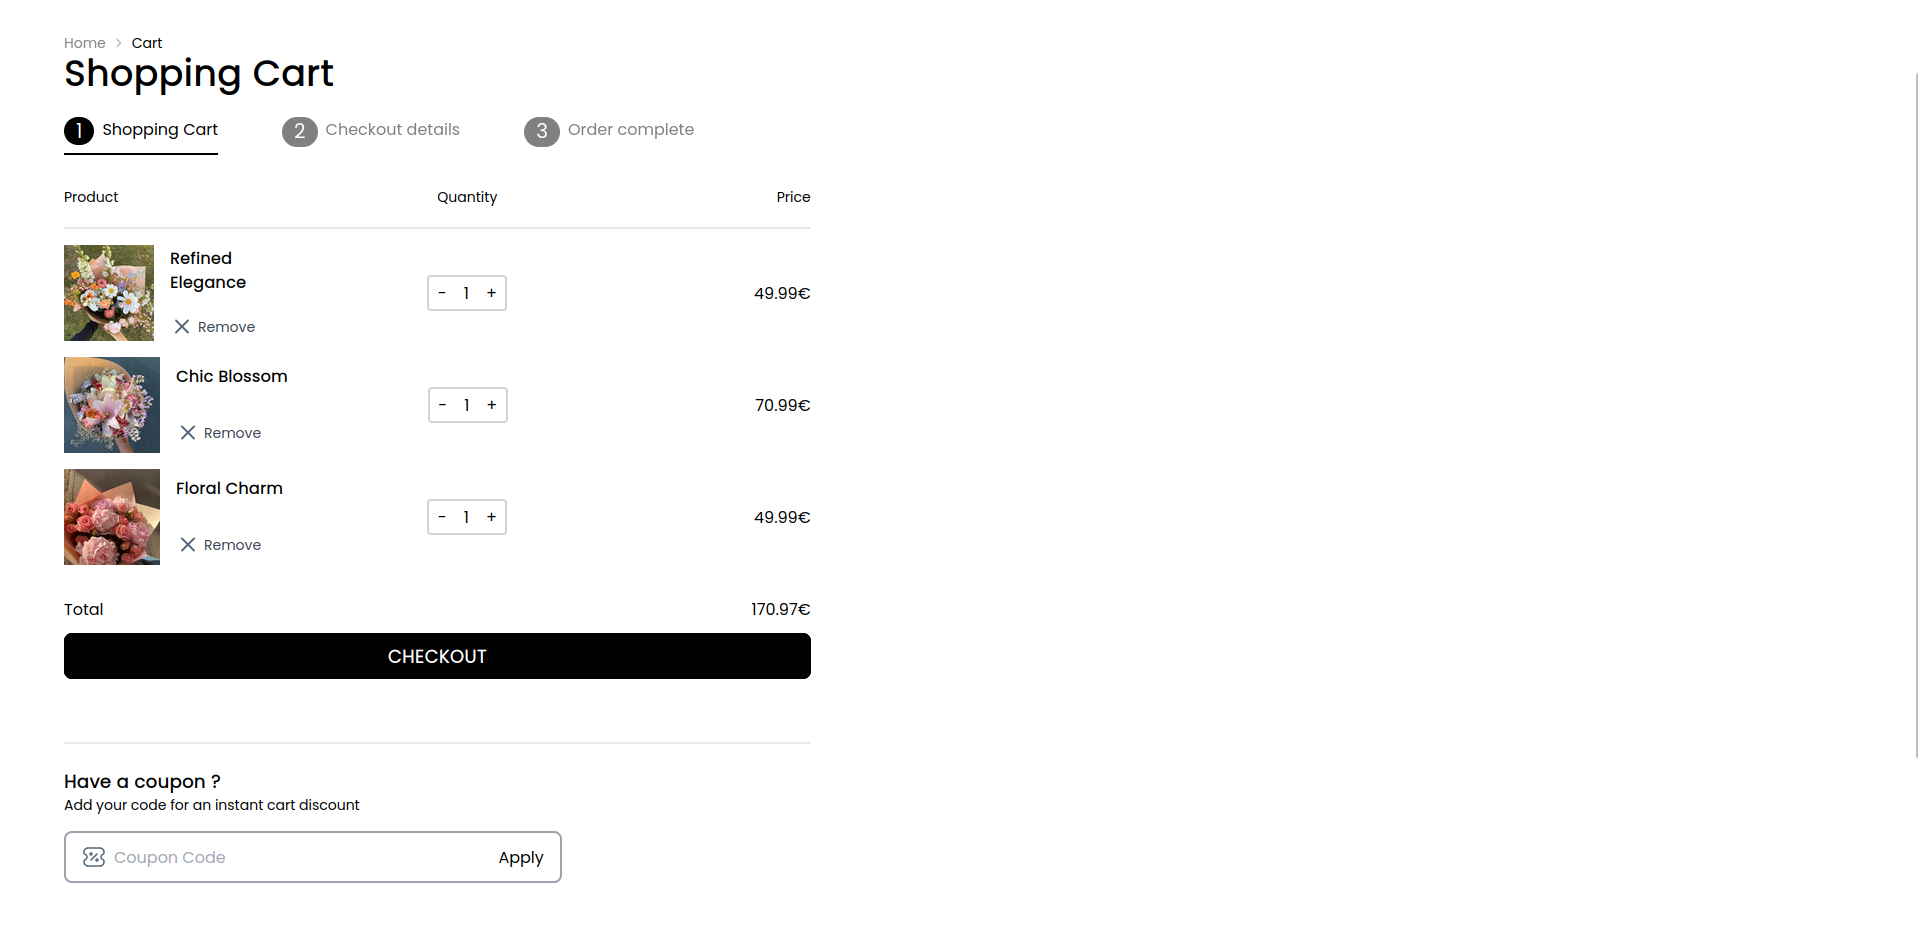 Home > Cart
Shopping Cart
1 Shopping Cart 2 Checkout details 3 Order complete
Product Quantity Price
Refined
Elegance
- 1 + 49.99€
Remove
Chic Blossom
- 1 + 70.99€
Remove
Floral Charm
- 1 + 49.99€
Remove
Total 170.97€
CHECKOUT
Have a coupon ?
Add your code for an instant cart discount
Coupon Code Apply